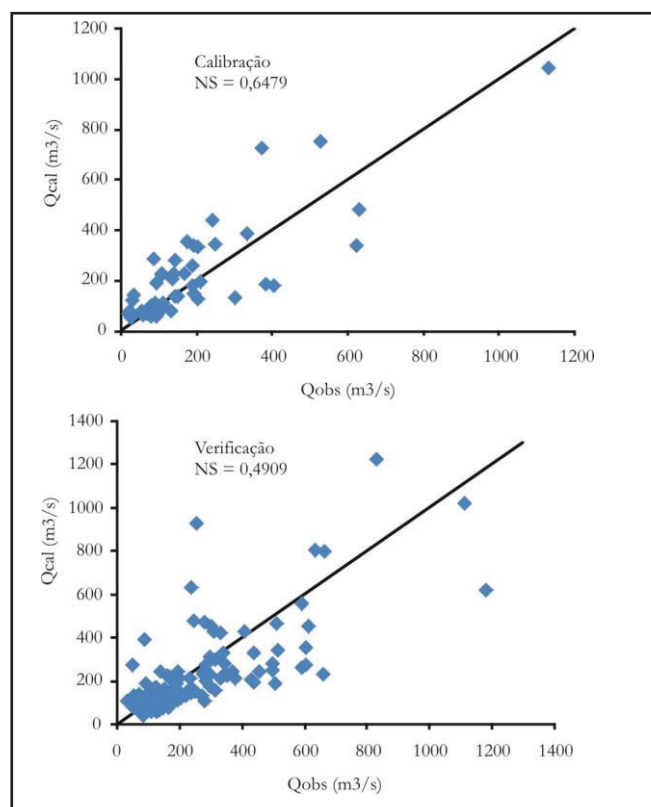 1200
1000
800
600
400
200
0
Qcal (m3/s)
Calibração
NS = 0,6479
0 200 400 600 800 1000 1200
Qobs (m3/s)
1400
1200
1000
800
600
400
200
0
Qcal (m3/s)
Verificação
NS = 0,4909
0 200 400 600 800 1000 1200 1400
Qobs (m3/s)